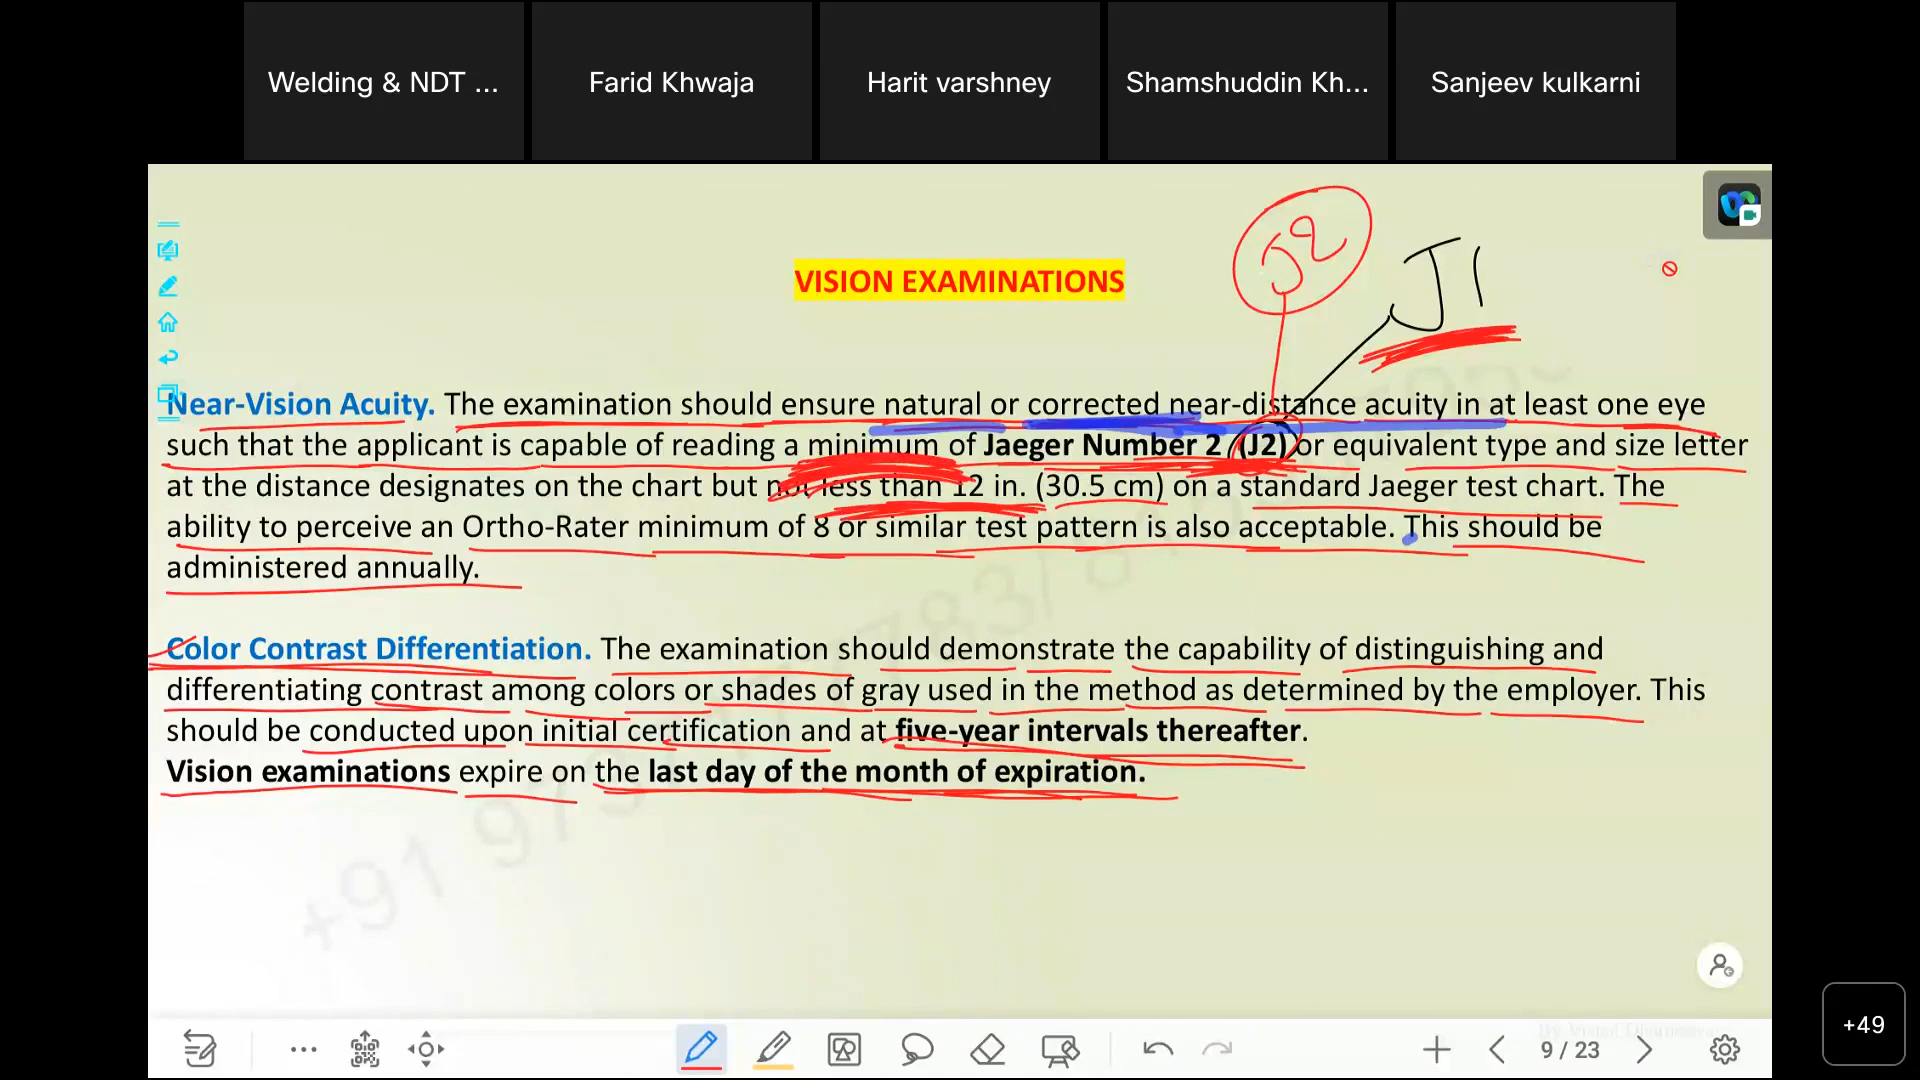 Welding & NDT ...
Farid Khwaja
Harit varshney
Shamshuddin Kh...
Sanjeev kulkarni
J2
J1
VISION EXAMINATIONS
Near-Vision Acuity. The examination should ensure natural or corrected near-distance acuity in at least one eye
such that the applicant is capable of reading a minimum of Jaeger Number 2 (J2) or equivalent type and size letter
at the distance designates on the chart but not less than 12 in. (30.5 cm) on a standard Jaeger test chart. The
ability to perceive an Ortho-Rater minimum of 8 or similar test pattern is also acceptable. This should be
administered annually.
Color Contrast Differentiation. The examination should demonstrate the capability of distinguishing and
differentiating contrast among colors or shades of gray used in the method as determined by the employer. This
should be conducted upon initial certification and at five-year intervals thereafter.
Vision examinations expire on the last day of the month of expiration.
9 / 23
+49